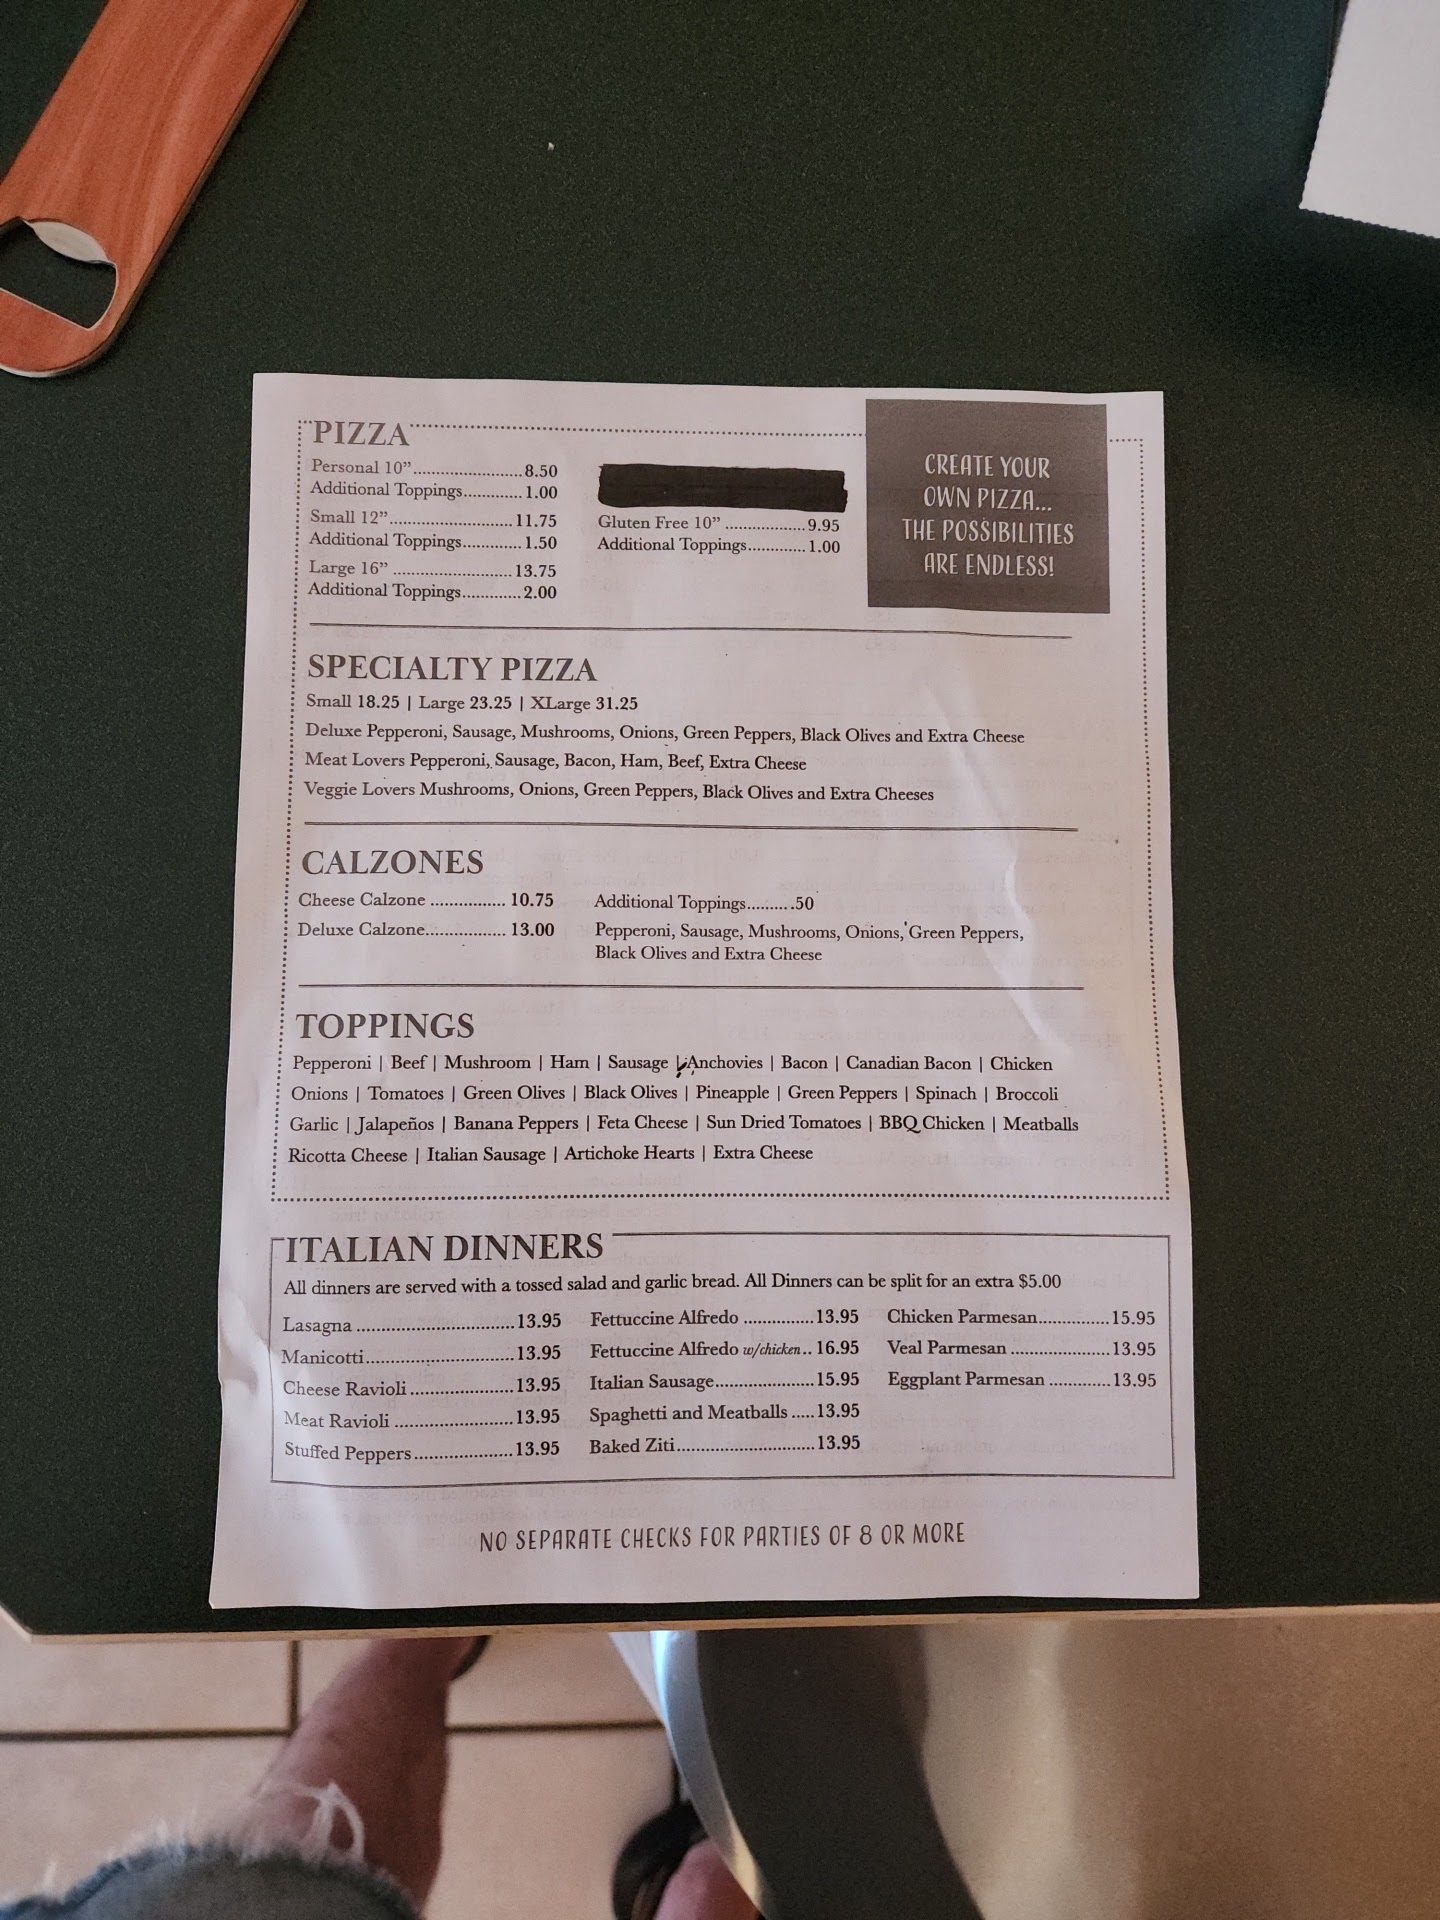 PIZZA
Personal 10”......................8.50
Additional Toppings............1.00
Small 12”.........................11.75
Additional Toppings............1.50
Large 16” ........................13.75
Additional Toppings............2.00
Gluten Free 10” ................9.95
Additional Toppings............1.00
CREATE YOUR
OWN PIZZA...
THE POSSIBILITIES
ARE ENDLESS!
SPECIALTY PIZZA
Small 18.25 | Large 23.25 | XLarge 31.25
Deluxe Pepperoni, Sausage, Mushrooms, Onions, Green Peppers, Black Olives and Extra Cheese
Meat Lovers Pepperoni, Sausage, Bacon, Ham, Beef, Extra Cheese
Veggie Lovers Mushrooms, Onions, Green Peppers, Black Olives and Extra Cheeses
CALZONES
Cheese Calzone ............... 10.75
Deluxe Calzone................ 13.00
Additional Toppings..........50
Pepperoni, Sausage, Mushrooms, Onions, Green Peppers,
Black Olives and Extra Cheese
TOPPINGS
Pepperoni | Beef | Mushroom | Ham | Sausage | Anchovies | Bacon | Canadian Bacon | Chicken
Onions | Tomatoes | Green Olives | Black Olives | Pineapple | Green Peppers | Spinach | Broccoli
Garlic | Jalapeños | Banana Peppers | Feta Cheese | Sun Dried Tomatoes | BBQ Chicken | Meatballs
Ricotta Cheese | Italian Sausage | Artichoke Hearts | Extra Cheese
ITALIAN DINNERS
All dinners are served with a tossed salad and garlic bread. All Dinners can be split for an extra $5.00
Lasagna ...............................13.95
Manicotti.............................13.95
Cheese Ravioli....................13.95
Meat Ravioli .......................13.95
Stuffed Peppers...................13.95
Fettuccine Alfredo ..............13.95
Fettuccine Alfredo w/chicken.. 16.95
Italian Sausage....................15.95
Spaghetti and Meatballs .....13.95
Baked Ziti...........................13.95
Chicken Parmesan..............15.95
Veal Parmesan ....................13.95
Eggplant Parmesan ............13.95
NO SEPARATE CHECKS FOR PARTIES OF 8 OR MORE